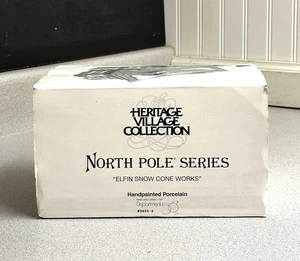 HERITAGE
VILLAGE
COLLECTION
NORTH POLE SERIES
"ELFIN SNOW CONE WORKS"
Handpainted Porcelain
Department 56